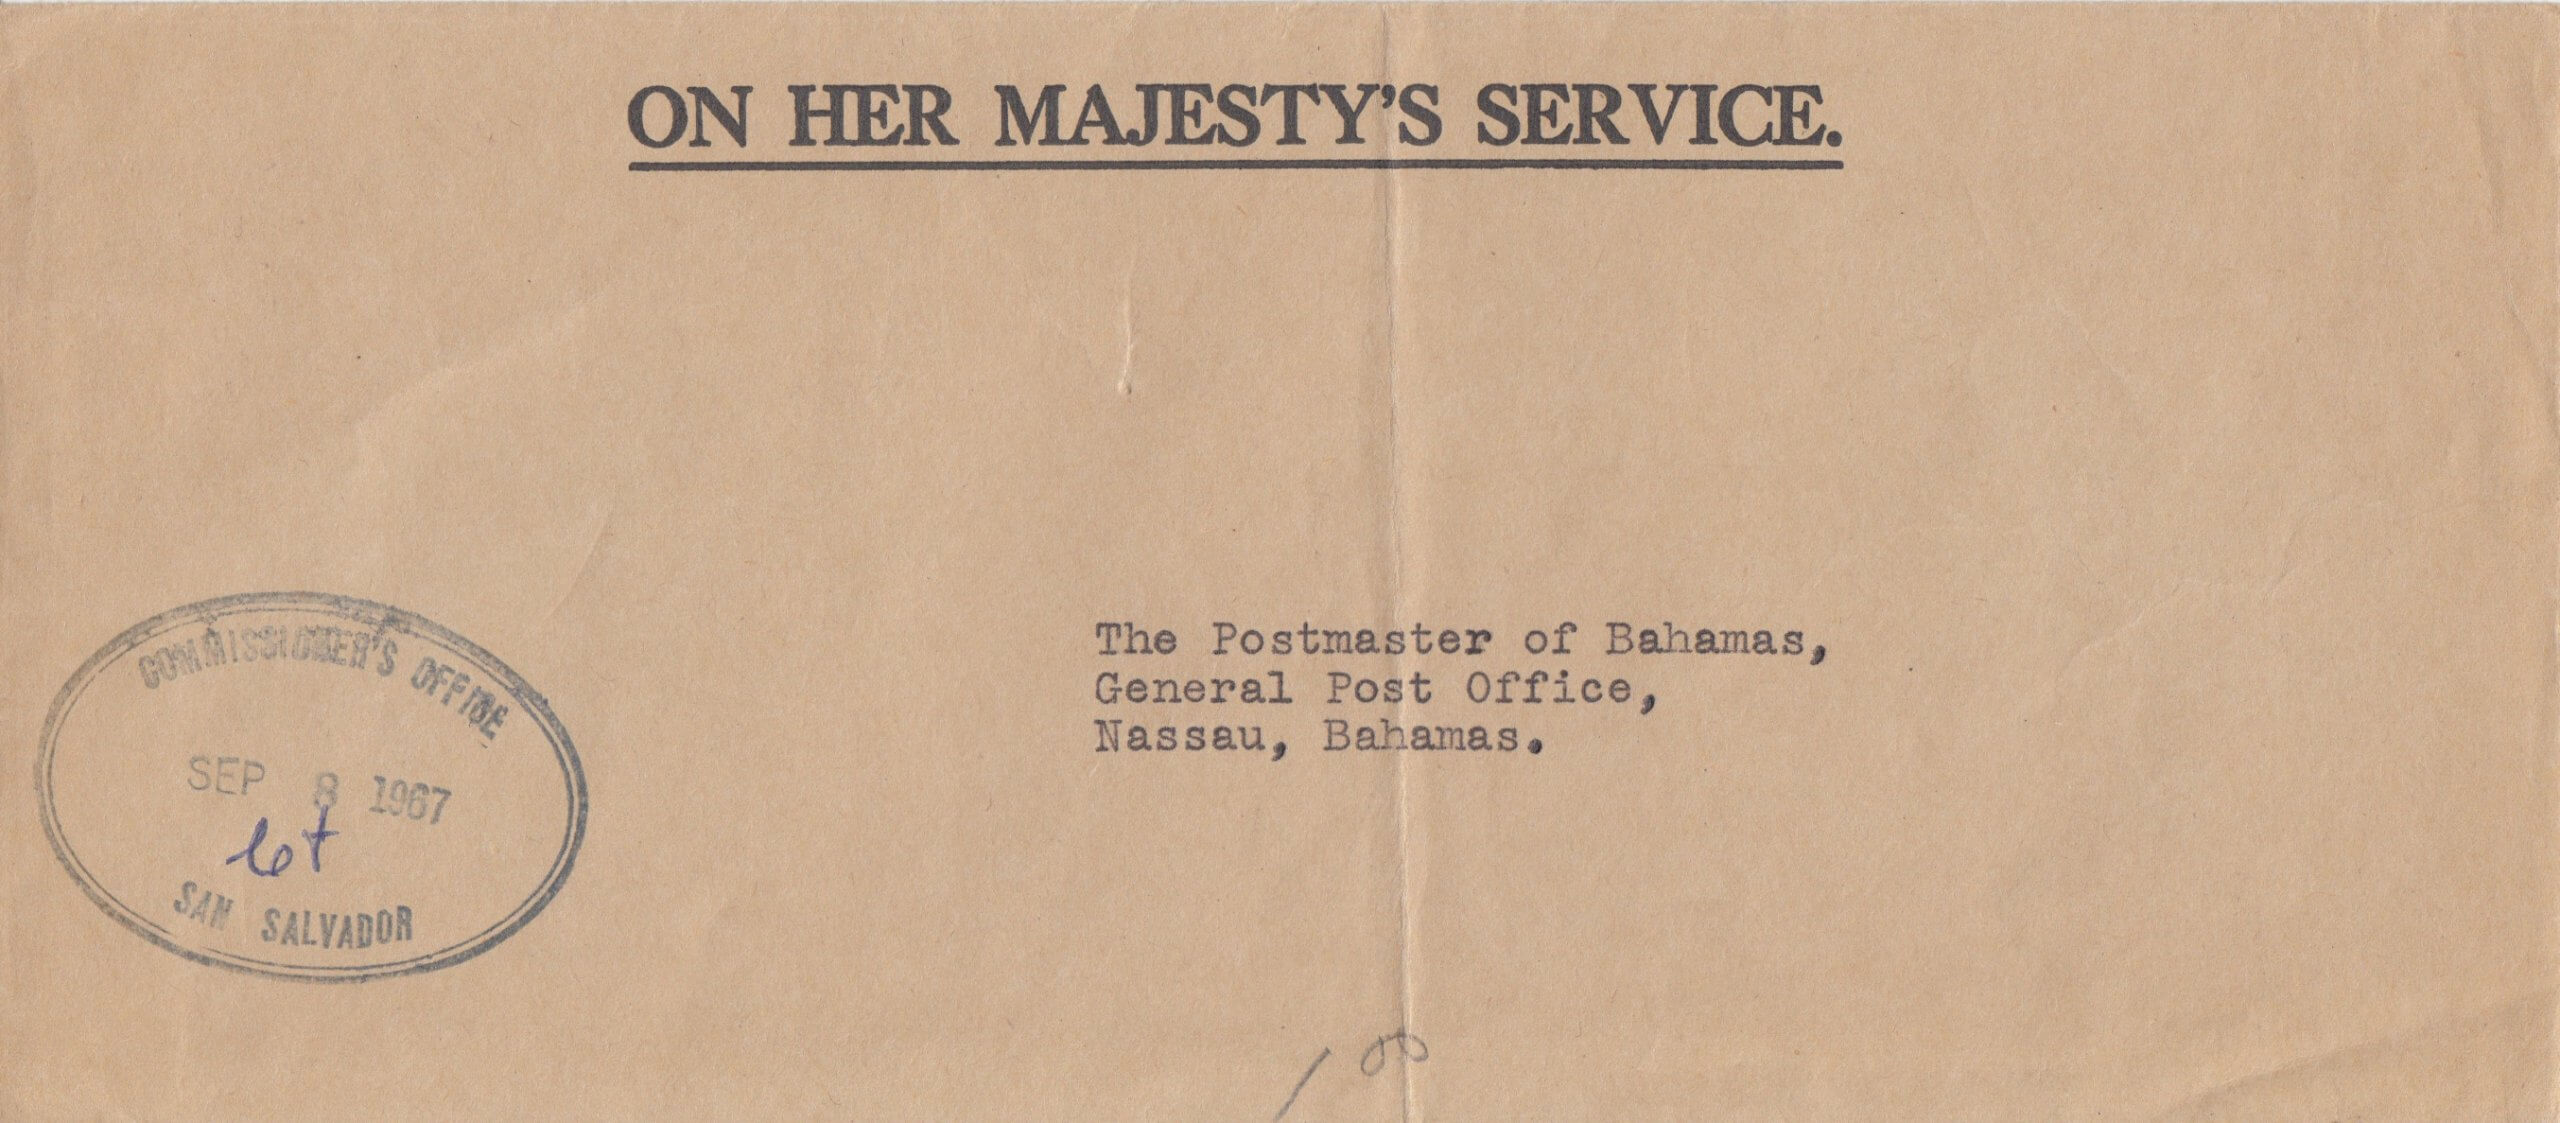 ON HER MAJESTY'S SERVICE.
The Postmaster of Bahamas,
General Post Office,
Nassau, Bahamas.
COMMISSIONER'S OFFICE
SEP 8 1967
SAN SALVADOR
100